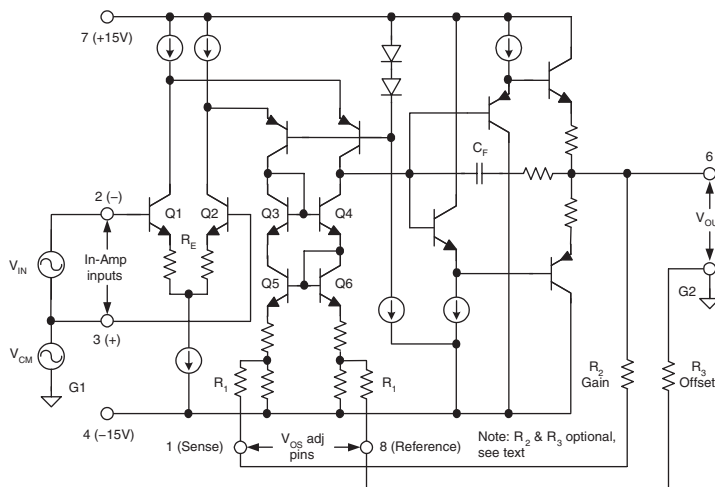 7 (+15V)
C_F
6
2 (−)
Q1
Q2
Q3
Q4
V_OU
R_E
V_IN
In-Amp
inputs
Q5
Q6
G2
3 (+)
V_CM
G1
R_1
R_1
R_2
Gain
R_3
Offset
4 (−15V)
1 (Sense)
V_OS adj
pins
8 (Reference)
Note: R_2 & R_3 optional,
see text